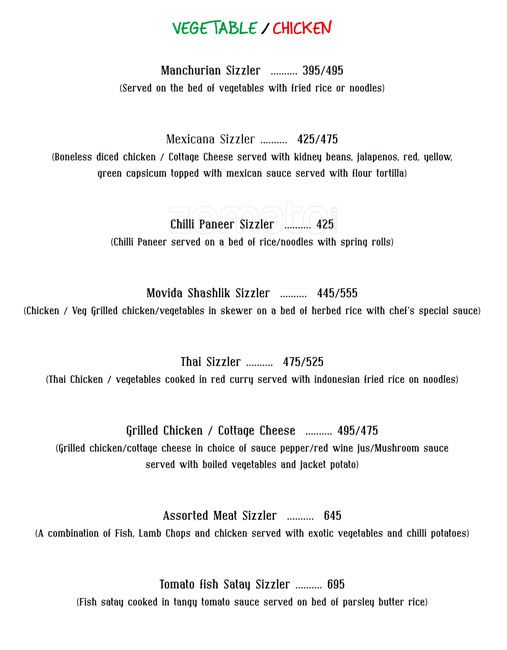 VEGETABLE / CHICKEN
Manchurian Sizzler .......... 395/495
(Served on the bed of vegetables with fried rice or noodles)
Mexicana Sizzler .......... 425/475
(Boneless diced chicken / Cottage Cheese served with kidney beans, jalapenos, red, yellow,
green capsicum topped with mexican sauce served with flour tortilla)
zomato
Chilli Paneer Sizzler .......... 425
(Chilli Paneer served on a bed of rice/noodles with spring rolls)
Movida Shashlik Sizzler .......... 445/555
(Chicken / Veg Grilled chicken/vegetables in skewer on a bed of herbed rice with chef's special sauce)
Thai Sizzler .......... 475/525
(Thai Chicken / vegetables cooked in red curry served with indonesian fried rice on noodles)
Grilled Chicken / Cottage Cheese .......... 495/475
(Grilled chicken/cottage cheese in choice of sauce pepper/red wine jus/Mushroom sauce
served with boiled vegetables and jacket potato)
Assorted Meat Sizzler .......... 645
(A combination of Fish, Lamb Chops and chicken served with exotic vegetables and chilli potatoes)
Tomato fish Satay Sizzler .......... 695
(Fish satay cooked in tangy tomato sauce served on bed of parsley butter rice)